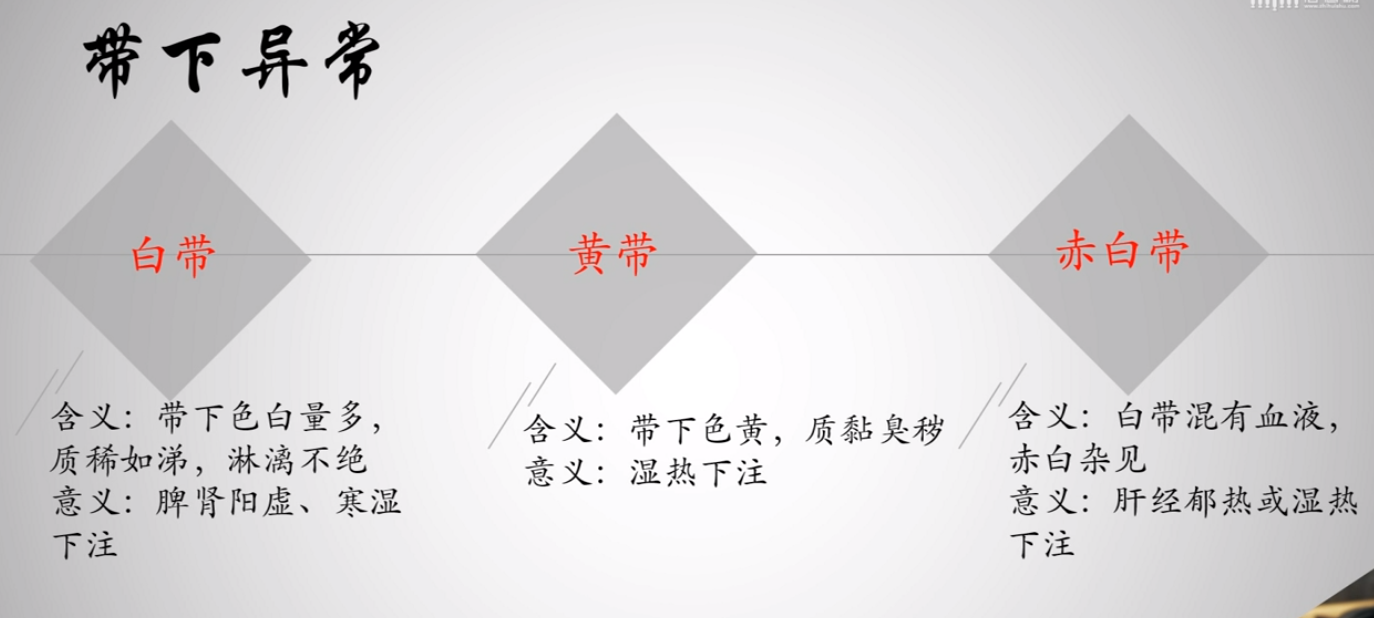 带下异常
白带
黄带
赤白带
含义：带下色白量多，
质稀如涕，淋漓不绝
意义：脾肾阳虚、寒湿
下注
含义：带下色黄，质黏臭秽
意义：湿热下注
含义：白带混有血液，
赤白杂见
意义：肝经郁热或湿热
下注